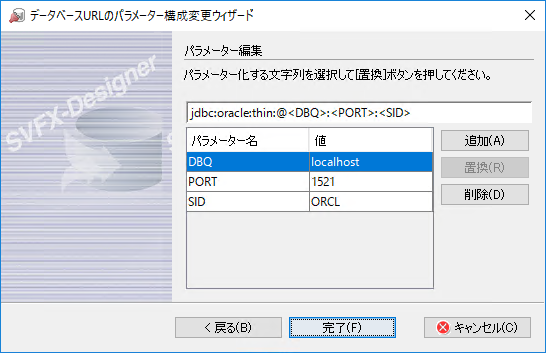 データベースURLのパラメーター構成変更ウィザード
SVFX-Designer
パラメーター編集
パラメーター化する文字列を選択して[置換]ボタンを押してください。
jdbc:oracle:thin:@<DBQ>:<PORT>:<SID>
パラメーター名 値
DBQ localhost
PORT 1521
SID ORCL
追加(A)
置換(R)
削除(D)
< 戻る(B)
完了(F)
キャンセル(C)